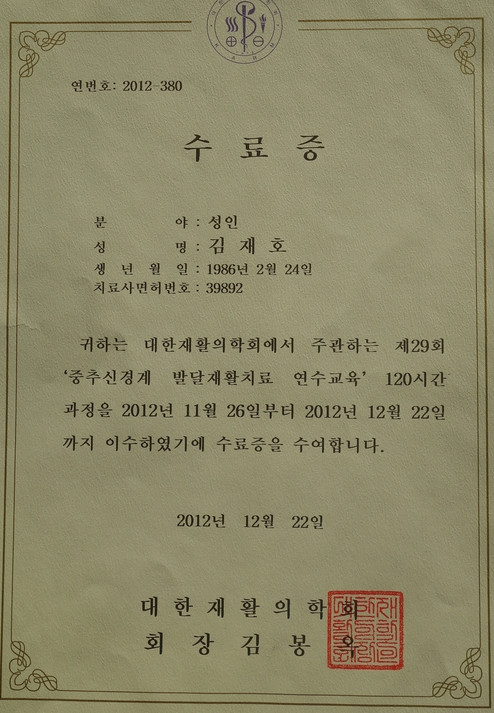 연번호: 2012-380
수료증
분야 : 성인
성명 : 김재호
생년월일 : 1986년 2월 24일
치료사면허번호 : 39892
귀하는 대한재활의학회에서 주관하는 제29회
‘중추신경계 발달재활치료 연수교육’ 120시간
과정을 2012년 11월 26일부터 2012년 12월 22일
까지 이수하였기에 수료증을 수여합니다.
2012년 12월 22일
대한재활의학회
회장김봉옥